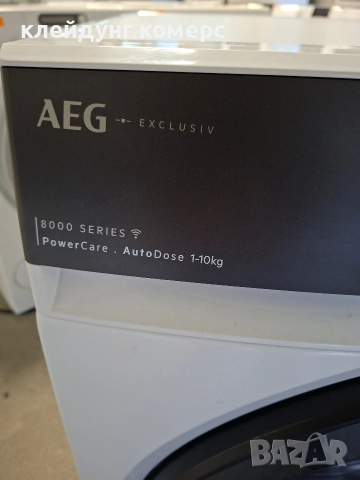 клейдунг комерс
AEG EXCLUSIV
8000 SERIES
PowerCare . AutoDose 1-10kg
BAZAR